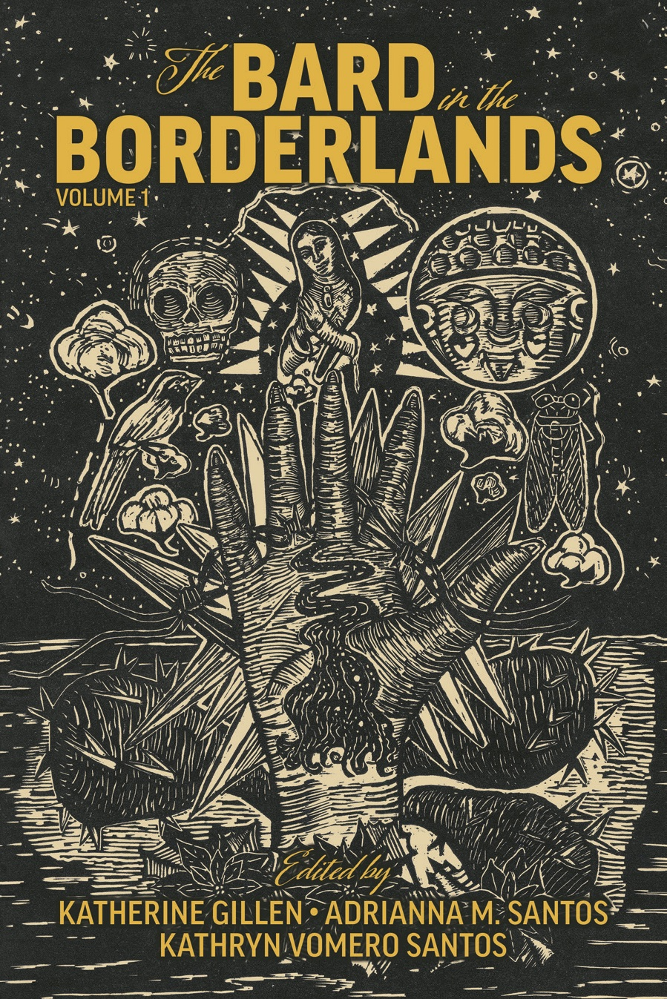 The BARD in the
BORDERLANDS
VOLUME 1
Edited by
KATHERINE GILLEN • ADRIANNA M. SANTOS
KATHRYN VOMERO SANTOS